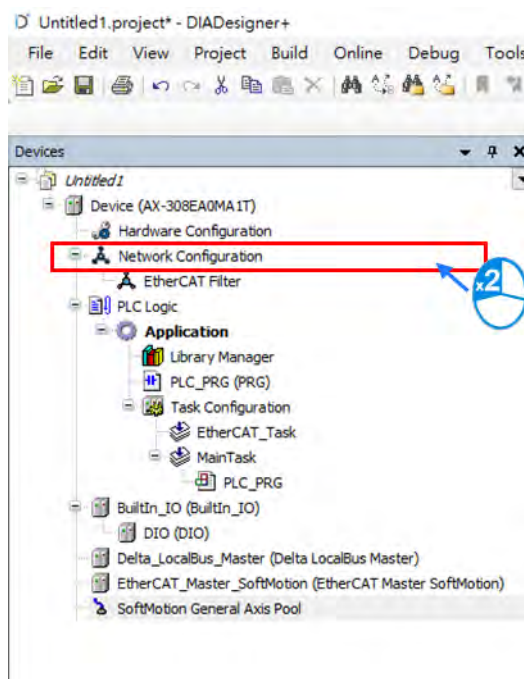 Untitled1.project* - DIADesigner+
File Edit View Project Build Online Debug Tools
Devices
Untitled1
Device (AX-308EA0MA1T)
Hardware Configuration
Network Configuration
EtherCAT Filter
x2
PLC Logic
Application
Library Manager
PLC_PRG (PRG)
Task Configuration
EtherCAT_Task
MainTask
PLC_PRG
BuiltIn_IO (BuiltIn_IO)
DIO (DIO)
Delta_LocalBus_Master (Delta LocalBus Master)
EtherCAT_Master_SoftMotion (EtherCAT Master SoftMotion)
SoftMotion General Axis Pool